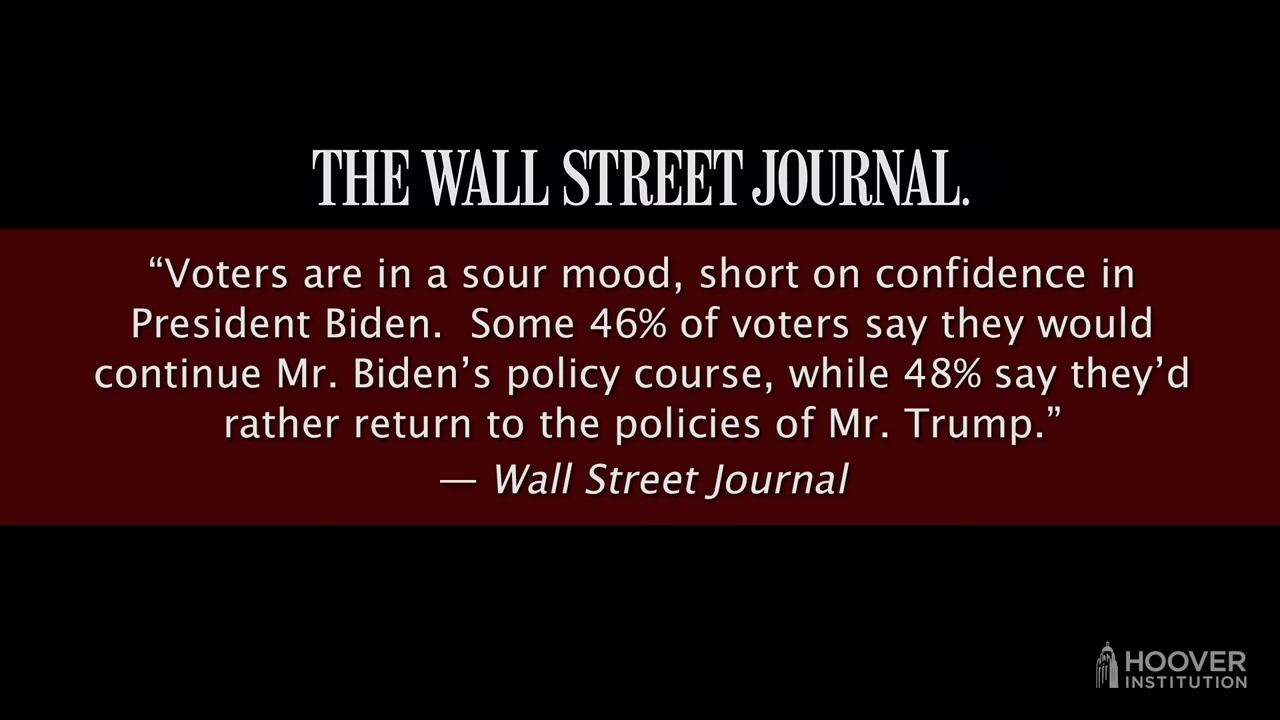 THE WALL STREET JOURNAL.
“Voters are in a sour mood, short on confidence in
President Biden.  Some 46% of voters say they would
continue Mr. Biden’s policy course, while 48% say they’d
rather return to the policies of Mr. Trump.”
— Wall Street Journal
HOOVER
INSTITUTION